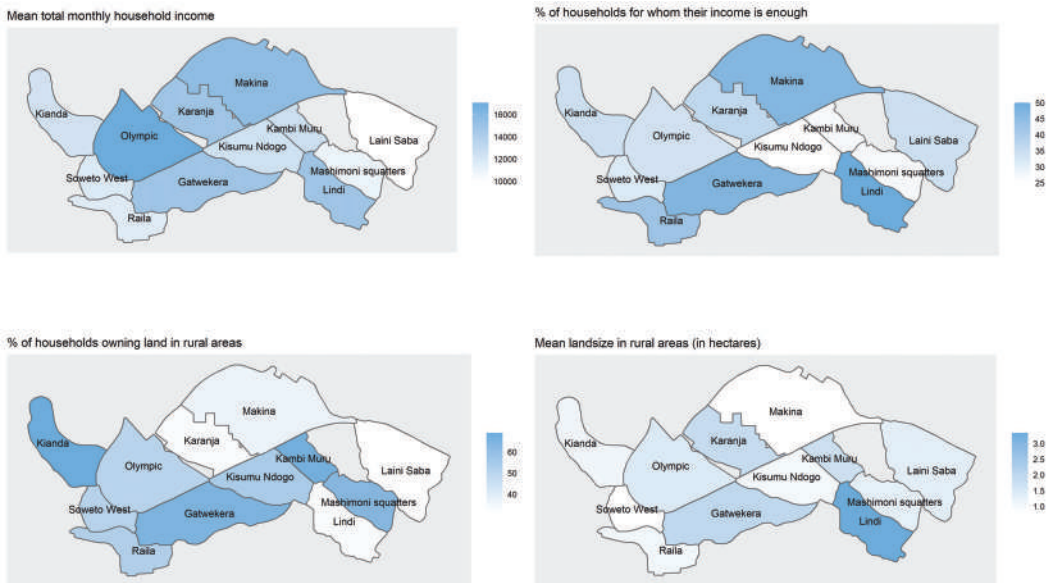 Mean total monthly household income
Makina
Kianda
Karanja
Olympic
Kambi Muru
Laini Saba
Kisumu Ndogo
Mashimoni squatters
Soweto West
Gatwekera
Lindi
Raila
16000
14000
12000
10000
% of households for whom their income is enough
Makina
Kianda
Karanja
Olympic
Kambi Muru
Laini Saba
Kisumu Ndogo
Mashimoni squatters
Soweto West
Gatwekera
Lindi
Raila
50
45
40
35
30
25
% of households owning land in rural areas
Makina
Kianda
Karanja
Olympic
Kambi Muru
Laini Saba
Kisumu Ndogo
Mashimoni squatters
Soweto West
Gatwekera
Lindi
Raila
60
50
40
Mean landsize in rural areas (in hectares)
Makina
Kianda
Karanja
Olympic
Kambi Muru
Laini Saba
Kisumu Ndogo
Mashimoni squatters
Soweto West
Gatwekera
Lindi
Raila
3.0
2.5
2.0
1.5
1.0